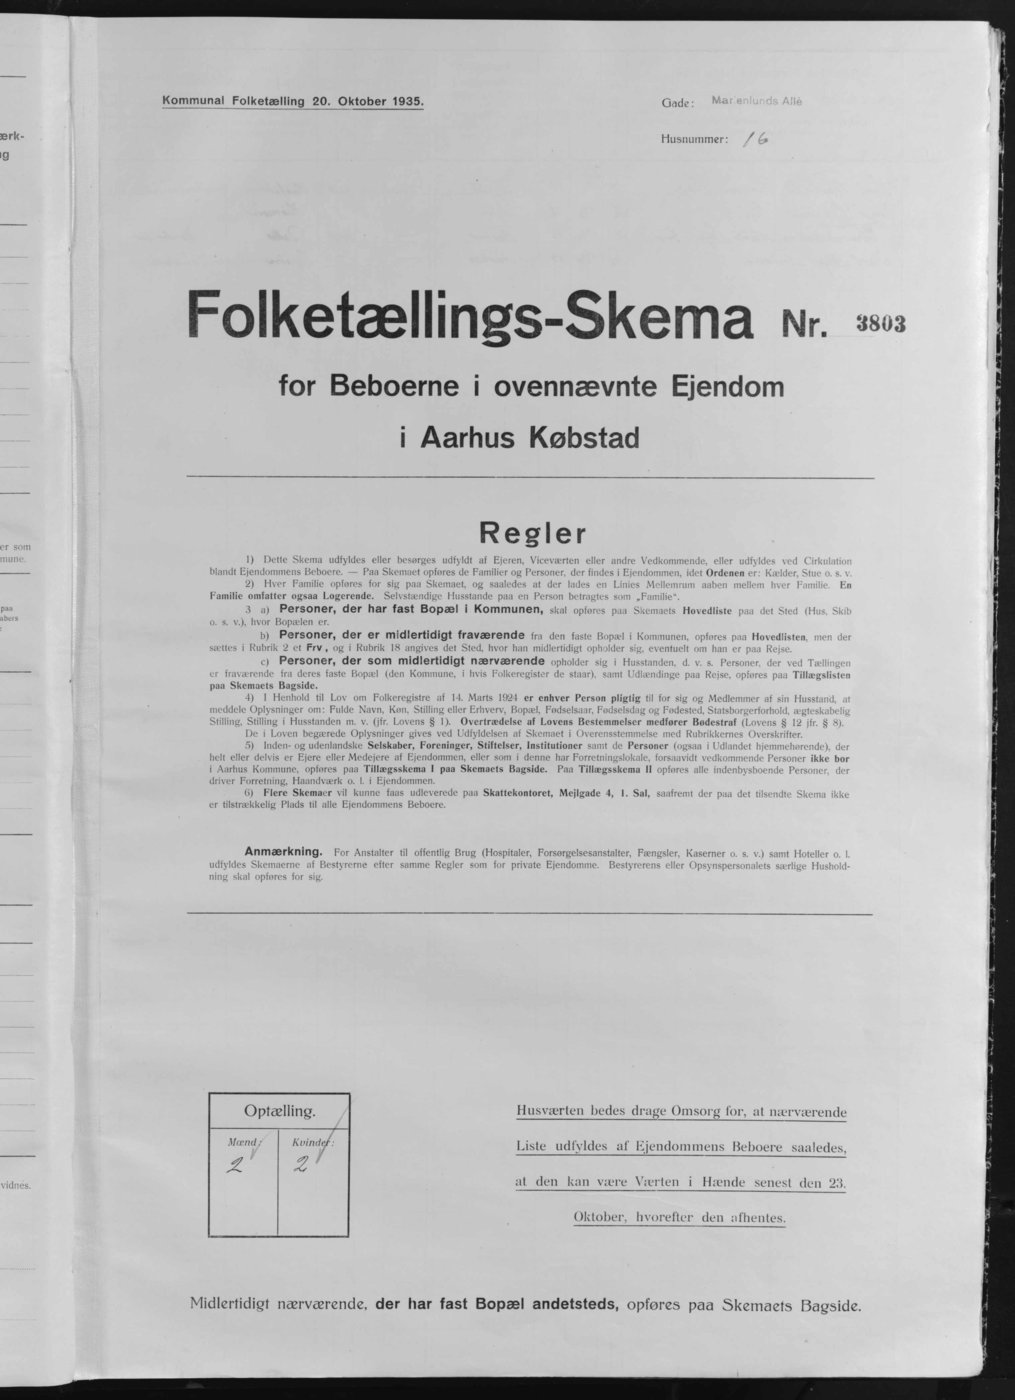 Kommunal Folketælling 20. Oktober 1935.
Gade: Marienlunds Allé
Husnummer: 16
Folketællings-Skema Nr. 3803
for Beboerne i ovennævnte Ejendom
i Aarhus Købstad
Regler
1) Dette Skema udfyldes eller besørges udfyldt af Ejeren, Viceværten eller andre Vedkommende, eller udfyldes ved Cirkulation
blandt Ejendommens Beboere. — Paa Skemaet opføres de Familier og Personer, der findes i Ejendommen, idet Ordenen er: Kælder, Stue o. s. v.
2) Hver Familie opføres for sig paa Skemaet, og saaledes at der lades en Linies Mellemrum aaben mellem hver Familie. En
Familie omfatter ogsaa Logerende. Selvstændige Husstande paa en Person betragtes som „Familie".
3 a) Personer, der har fast Bopæl i Kommunen, skal opføres paa Skemaets Hovedliste paa det Sted (Hus, Skib
o. s. v.), hvor Bopælen er.
b) Personer, der er midlertidigt fraværende fra den faste Bopæl i Kommunen, opføres paa Hovedlisten, men der
sættes i Rubrik 2 et Frv, og i Rubrik 18 angives det Sted, hvor han midlertidigt opholder sig, eventuelt om han er paa Rejse.
c) Personer, der som midlertidigt nærværende opholder sig i Husstanden, d. v. s. Personer, der ved Tællingen
er fraværende fra deres faste Bopæl (den Kommune, i hvis Folkeregister de staar), samt Udlændinge paa Rejse, opføres paa Tillægslisten
paa Skemaets Bagside.
4) I Henhold til Lov om Folkeregistre af 14. Marts 1924 er enhver Person pligtig til for sig og Medlemmer af sin Husstand, at
meddele Oplysninger om: Fulde Navn, Køn, Stilling eller Erhverv, Bopæl, Fødselsaar, Fødselsdag og Fødested, Statsborgerforhold, ægteskabelig
Stilling, Stilling i Husstanden m. v. (jfr. Lovens § 1). Overtrædelse af Lovens Bestemmelser medfører Bødestraf (Lovens § 12 jfr. § 8).
De i Loven begærede Oplysninger gives ved Udfyldelsen af Skemaet i Overensstemmelse med Rubrikkernes Overskrifter.
5) Inden- og udenlandske Selskaber, Foreninger, Stiftelser, Institutioner samt de Personer (ogsaa i Udlandet hjemmehørende), der
helt eller delvis er Ejere eller Medejere af Ejendommen, eller som i denne har Forretningslokale, forsaavidt vedkommende Personer ikke bor
i Aarhus Kommune, opføres paa Tillægsskema I paa Skemaets Bagside. Paa Tillægsskema II opføres alle indenbysboende Personer, der
driver Forretning, Haandværk o. l. i Ejendommen.
6) Flere Skemaer vil kunne faas udleverede paa Skattekontoret, Mejlgade 4, 1. Sal, saafremt der paa det tilsendte Skema ikke
er tilstrækkelig Plads til alle Ejendommens Beboere.
Anmærkning. For Anstalter til offentlig Brug (Hospitaler, Forsørgelsesanstalter, Fængsler, Kaserner o. s. v.) samt Hoteller o. l.
udfyldes Skemaerne af Bestyrerne efter samme Regler som for private Ejendomme. Bestyrerens eller Opsynspersonalets særlige Hushold-
ning skal opføres for sig.
Optælling.
Mænd: Kvinder:
2 2
Husværten bedes drage Omsorg for, at nærværende
Liste udfyldes af Ejendommens Beboere saaledes,
at den kan være Værten i Hænde senest den 23.
Oktober, hvorefter den afhentes.
Midlertidigt nærværende, der har fast Bopæl andetsteds, opføres paa Skemaets Bagside.